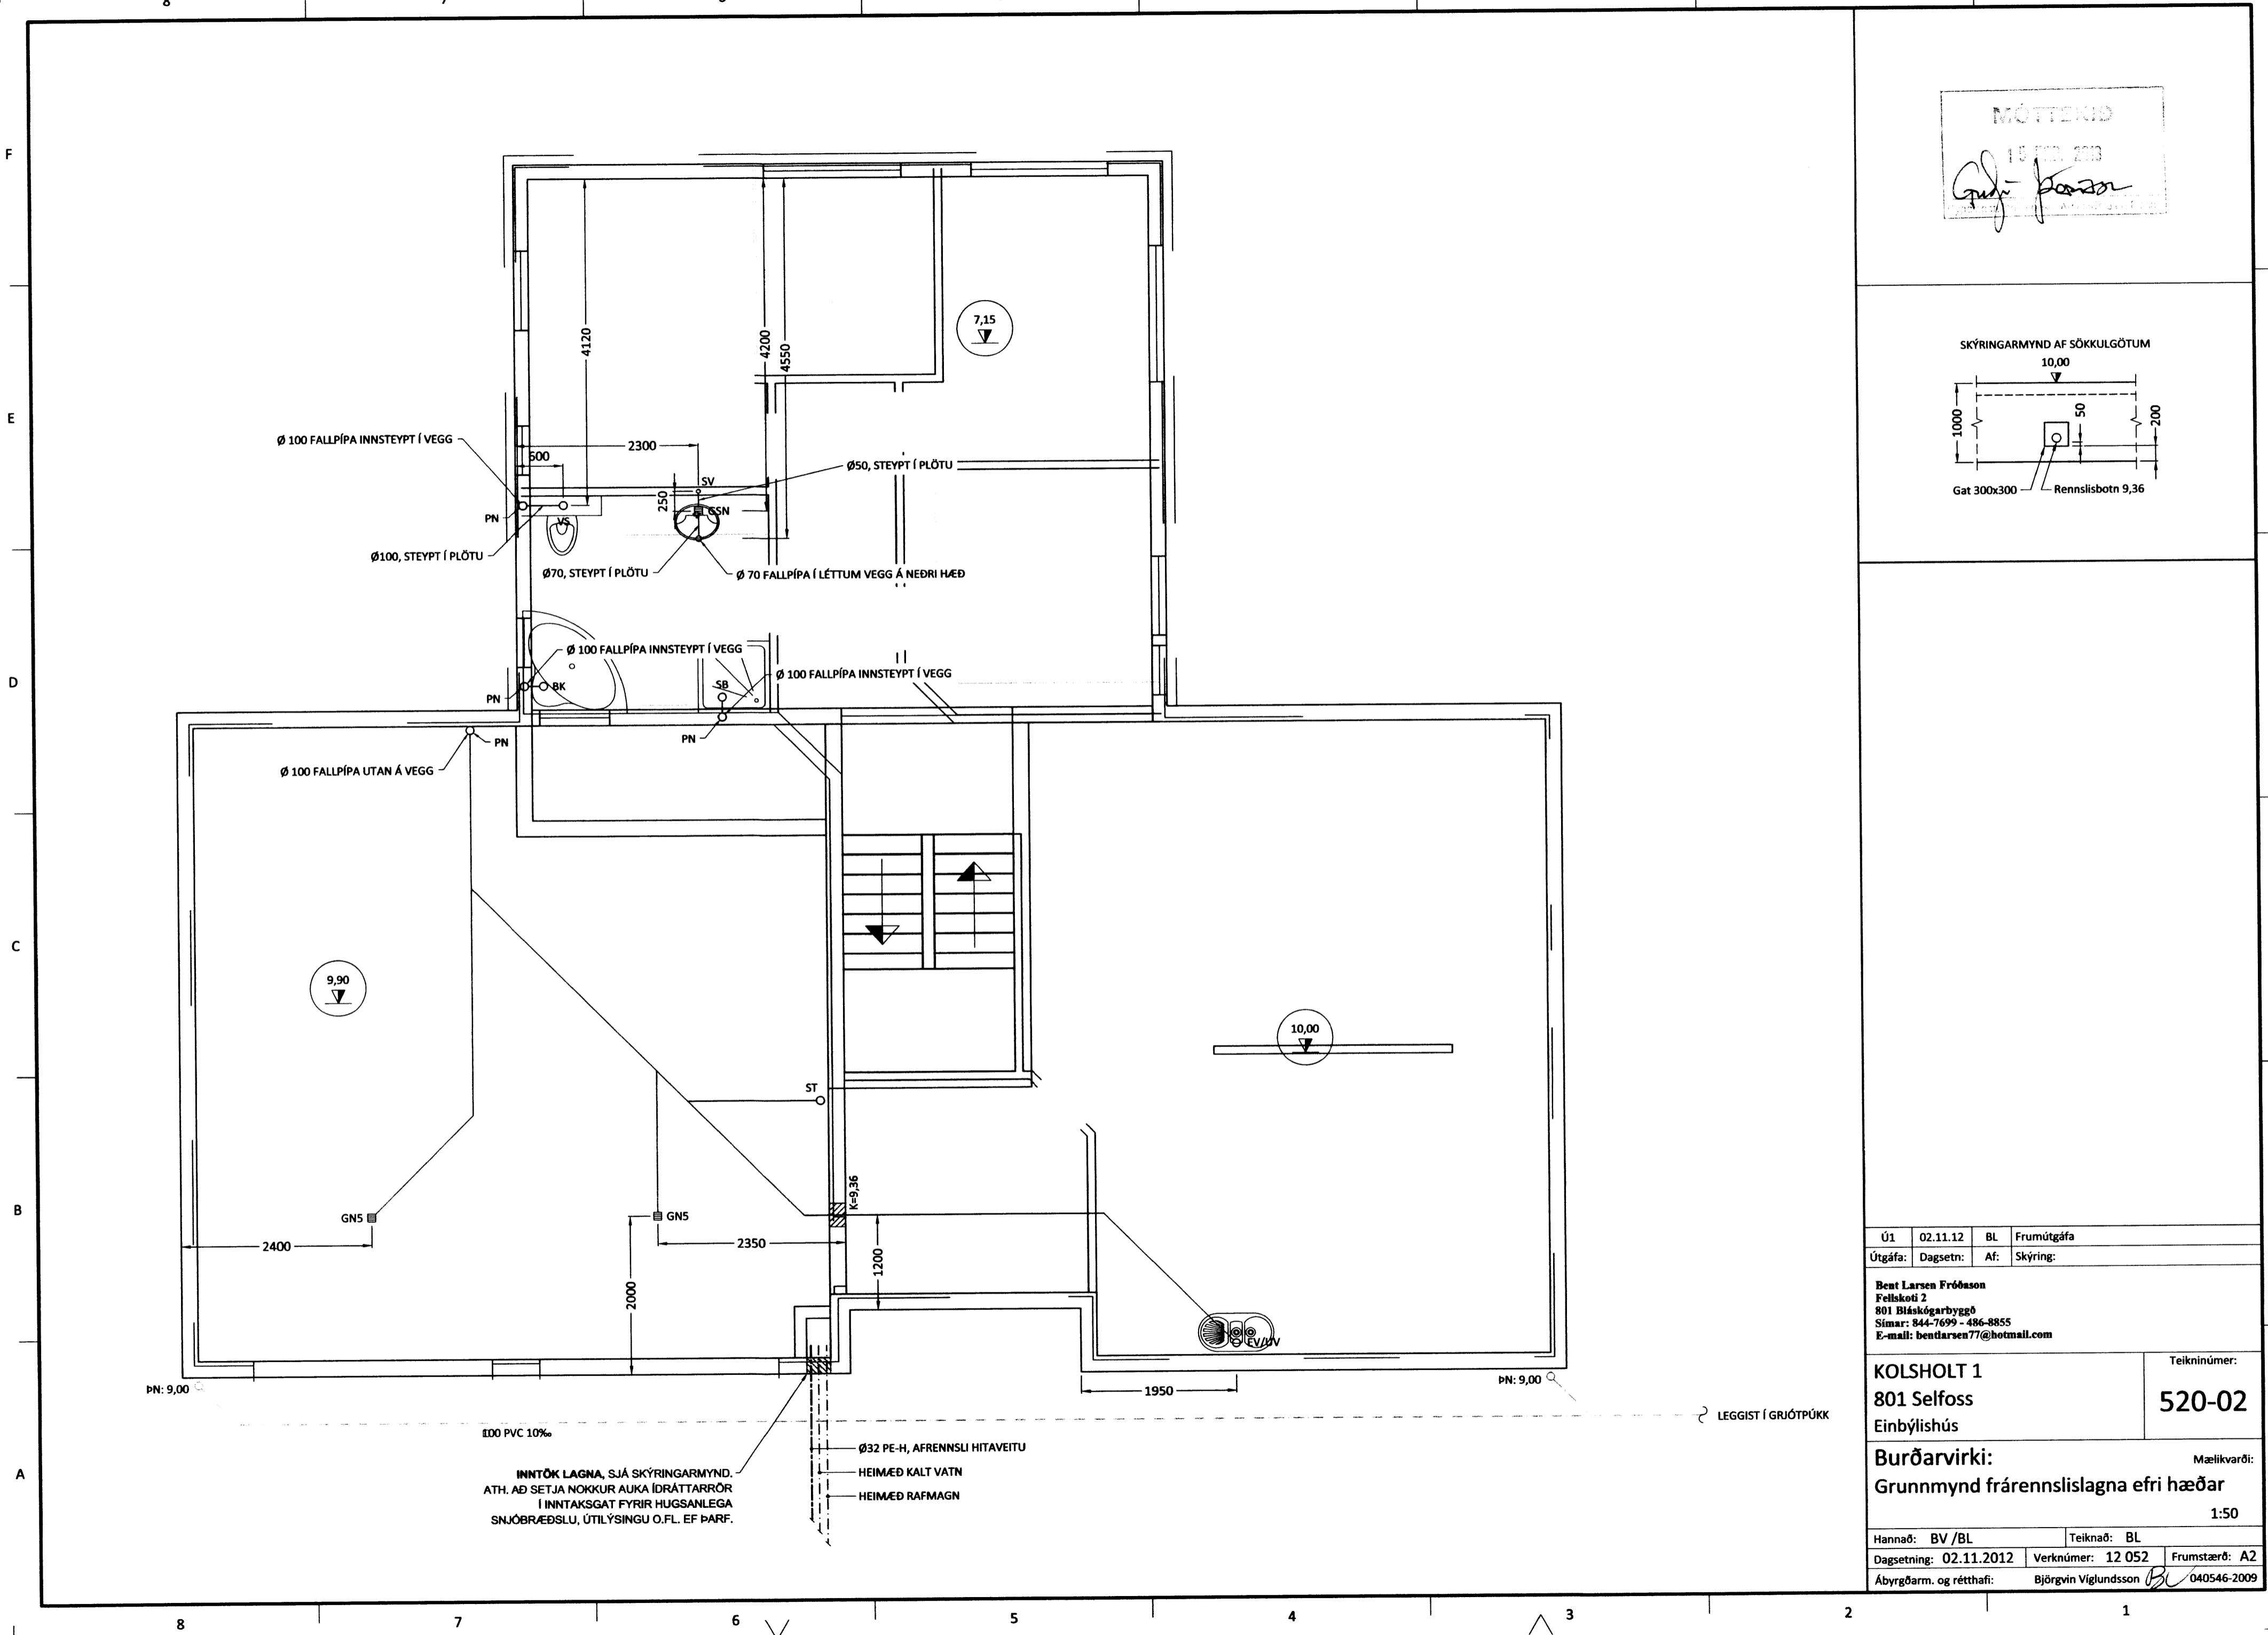 8
7
F
E
D
C
B
A
MÓTTEKIÐ
15 FEB. 2013
SKÝRINGARMYND AF SÖKKULGÖTUM
10,00
1000
50
200
Gat 300x300
Rennslisbotn 9,36
7,15
4120
4200
4550
Ø 100 FALLPÍPA INNSTEYPT Í VEGG
2300
600
Ø50, STEYPT Í PLÖTU
SV
250
GSN
PN
VS
Ø100, STEYPT Í PLÖTU
Ø70, STEYPT Í PLÖTU
Ø 70 FALLPÍPA Í LÉTTUM VEGG Á NEÐRI HÆÐ
Ø 100 FALLPÍPA INNSTEYPT Í VEGG
Ø 100 FALLPÍPA INNSTEYPT Í VEGG
BK
SB
PN
PN
PN
Ø 100 FALLPÍPA UTAN Á VEGG
9,90
10,00
ST
K=9,36
GN5
GN5
2400
2350
2000
1200
EV/UV
1950
ÞN: 9,00
ÞN: 9,00
LEGGIST Í GRJÓTPÚKK
100 PVC 10‰
Ø32 PE-H, AFRENNSLI HITAVEITU
HEIMÆÐ KALT VATN
HEIMÆÐ RAFMAGN
INNTÖK LAGNA, SJÁ SKÝRINGARMYND.
ATH. AÐ SETJA NOKKUR AUKA ÍDRÁTTARRÖR
Í INNTAKSGAT FYRIR HUGSANLEGA
SNJÓBRÆÐSLU, ÚTILÝSINGU O.FL. EF ÞARF.
Ú1 02.11.12 BL Frumútgáfa
Útgáfa: Dagsetn: Af: Skýring:
Bent Larsen Fróðason
Fellskoti 2
801 Bláskógarbyggð
Símar: 844-7699 - 486-8855
E-mail: bentlarsen77@hotmail.com
KOLSHOLT 1
801 Selfoss
Einbýlishús
Teikninúmer:
520-02
Burðarvirki:
Mælikvarði:
Grunnmynd frárennslislagna efri hæðar
1:50
Hannað: BV /BL Teiknað: BL
Dagsetning: 02.11.2012 Verknúmer: 12 052 Frumstærð: A2
Ábyrgðarm. og rétthafi: Björgvin Víglundsson BL 040546-2009
8 7 6 5 4 3 2 1